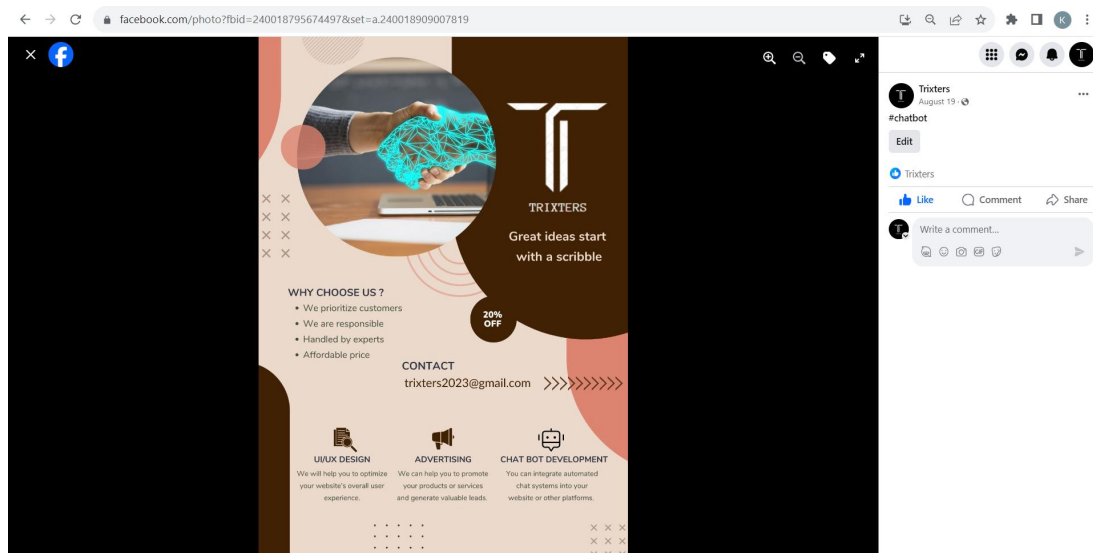 facebook.com/photo?fbid=240018795674497&set=a.240018909007819
K
TRIXTERS
Great ideas start
with a scribble
WHY CHOOSE US ?
• We prioritize customers
• We are responsible
• Handled by experts
• Affordable price
20%
OFF
CONTACT
trixters2023@gmail.com
UI/UX DESIGN
We will help you to optimize
your website's overall user
experience.
ADVERTISING
We can help you to promote
your products or services
and generate valuable leads.
CHAT BOT DEVELOPMENT
You can integrate automated
chat systems into your
website or other platforms.
Trixters
August 19
#chatbot
Edit
Trixters
Like Comment Share
Write a comment...
GIF